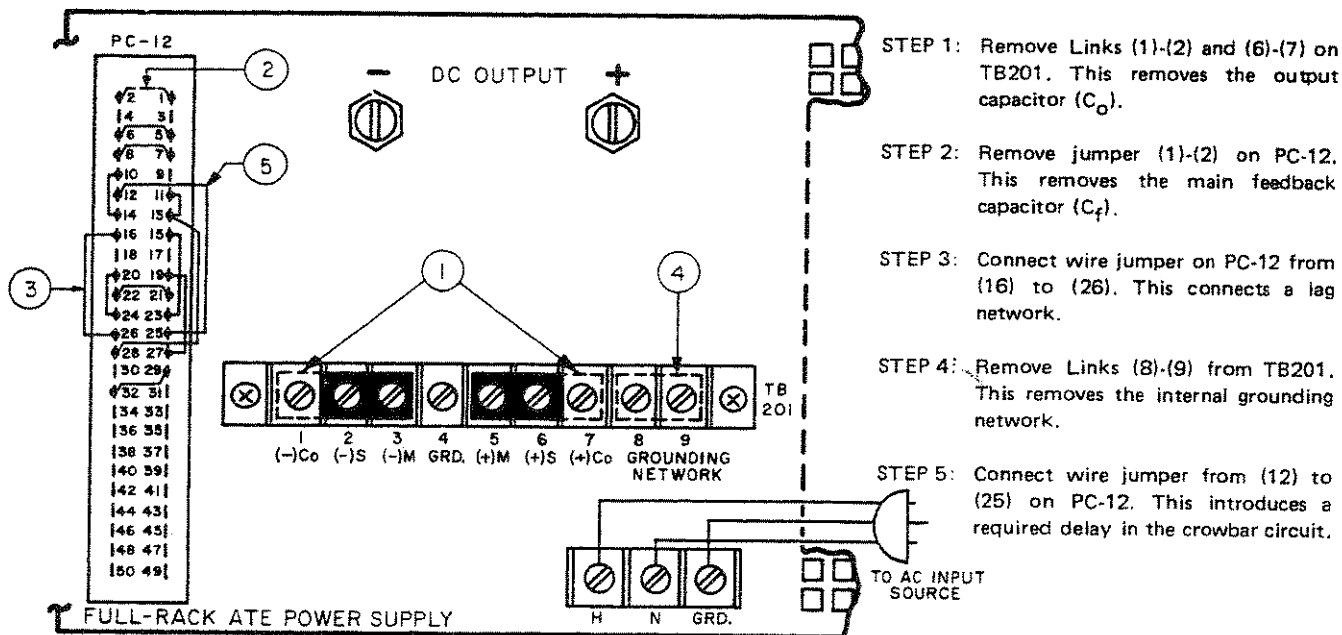 PC-12
2 1
4 3
6 5
8 7
10 9
12 11
14 13
16 15
18 17
20 19
22 21
24 23
26 25
28 27
30 29
32 31
34 33
36 35
38 37
40 39
42 41
44 43
46 45
48 47
50 49
2
5
3
- DC OUTPUT +
1
4
TB
201
1 2 3 4 5 6 7 8 9
(-)Co (-)S (-)M GRD. (+)M (+)S (+)Co GROUNDING
NETWORK
H N GRD.
TO AC INPUT
SOURCE
FULL-RACK ATE POWER SUPPLY
STEP 1: Remove Links (1)-(2) and (6)-(7) on
TB201. This removes the output
capacitor (Co).
STEP 2: Remove jumper (1)-(2) on PC-12.
This removes the main feedback
capacitor (Cf).
STEP 3: Connect wire jumper on PC-12 from
(16) to (26). This connects a lag
network.
STEP 4: Remove Links (8)-(9) from TB201.
This removes the internal grounding
network.
STEP 5: Connect wire jumper from (12) to
(25) on PC-12. This introduces a
required delay in the crowbar circuit.